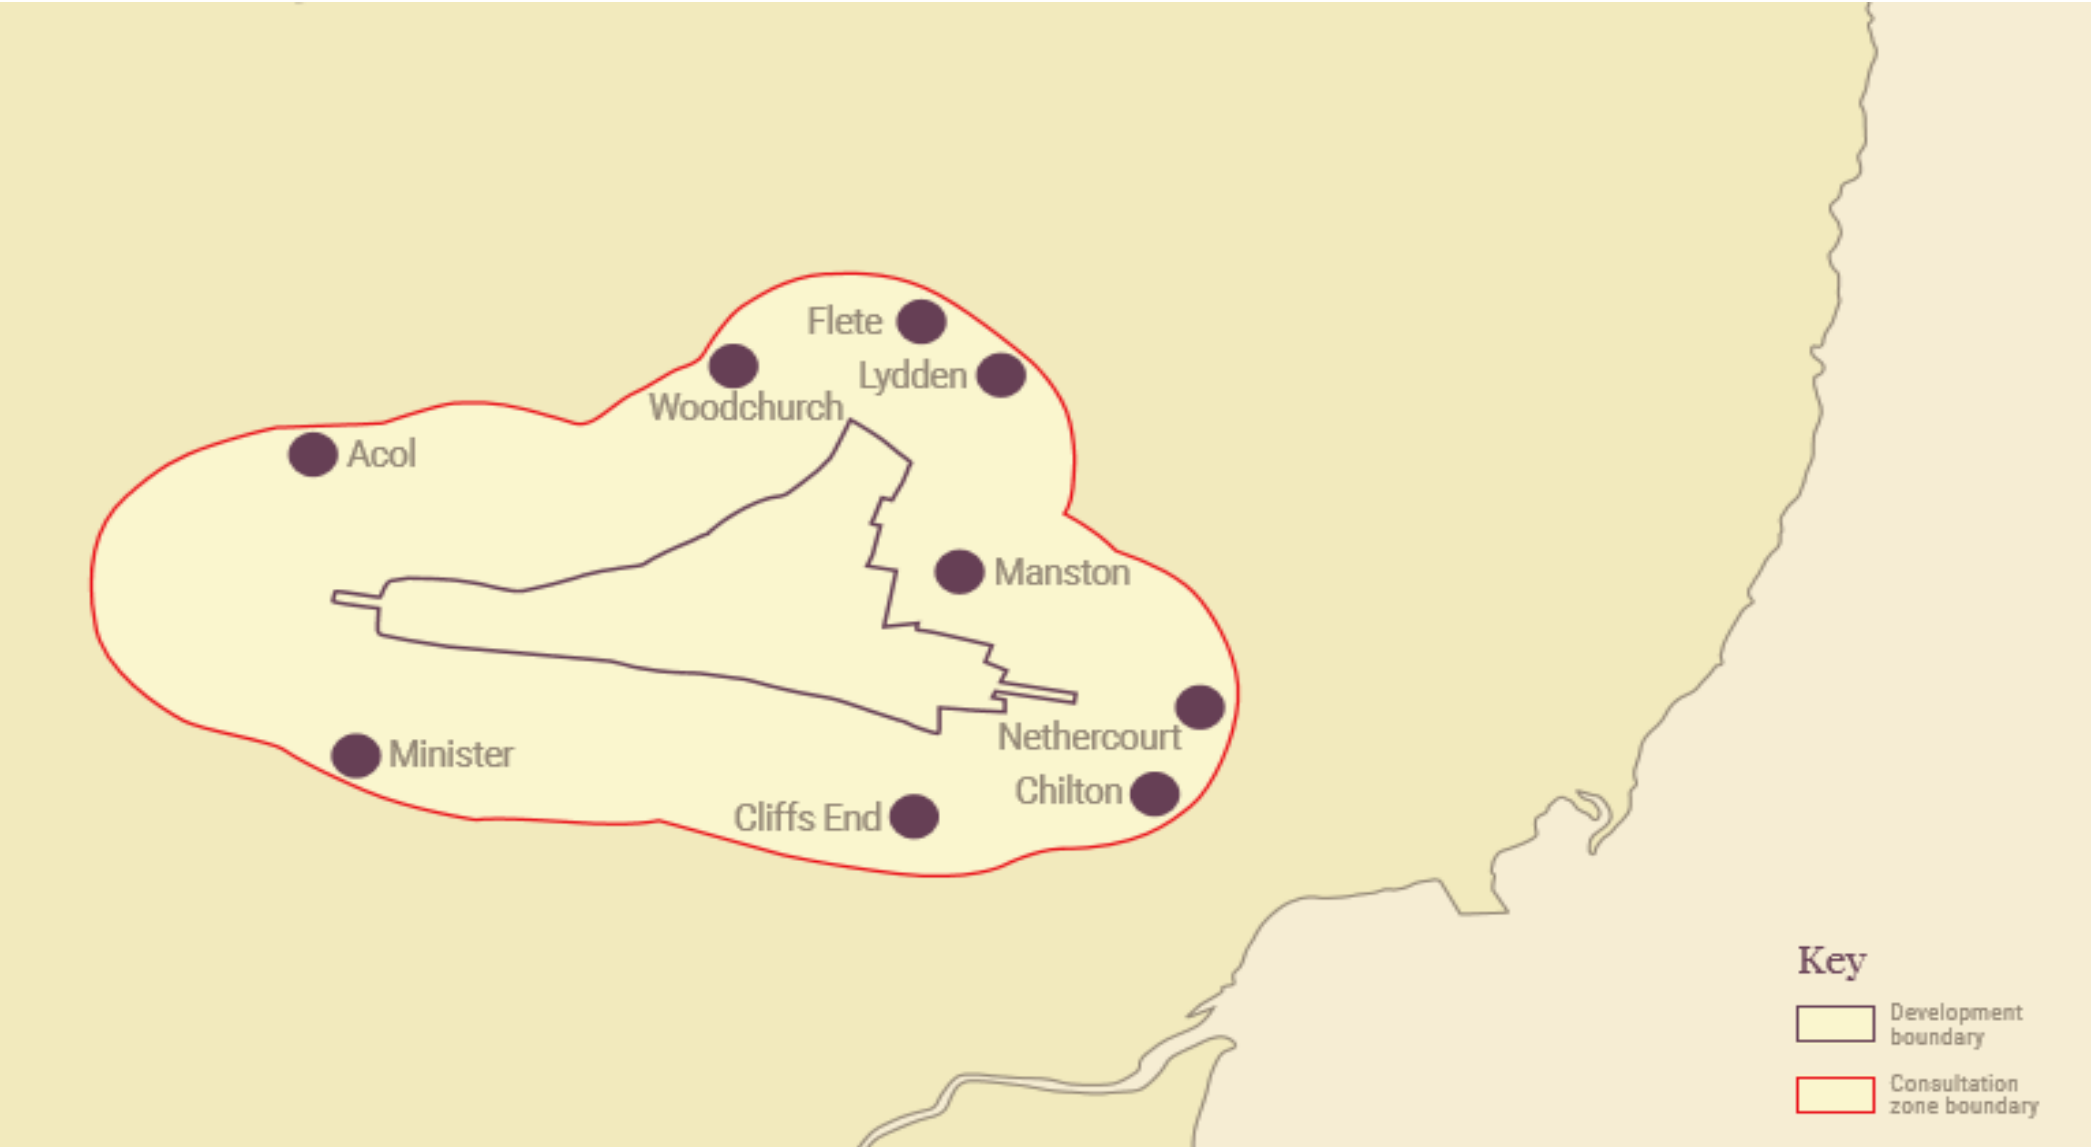 Flete
Lydden
Woodchurch
Acol
Manston
Nethercourt
Minister
Chilton
Cliffs End
Key
Development
boundary
Consultation
zone boundary